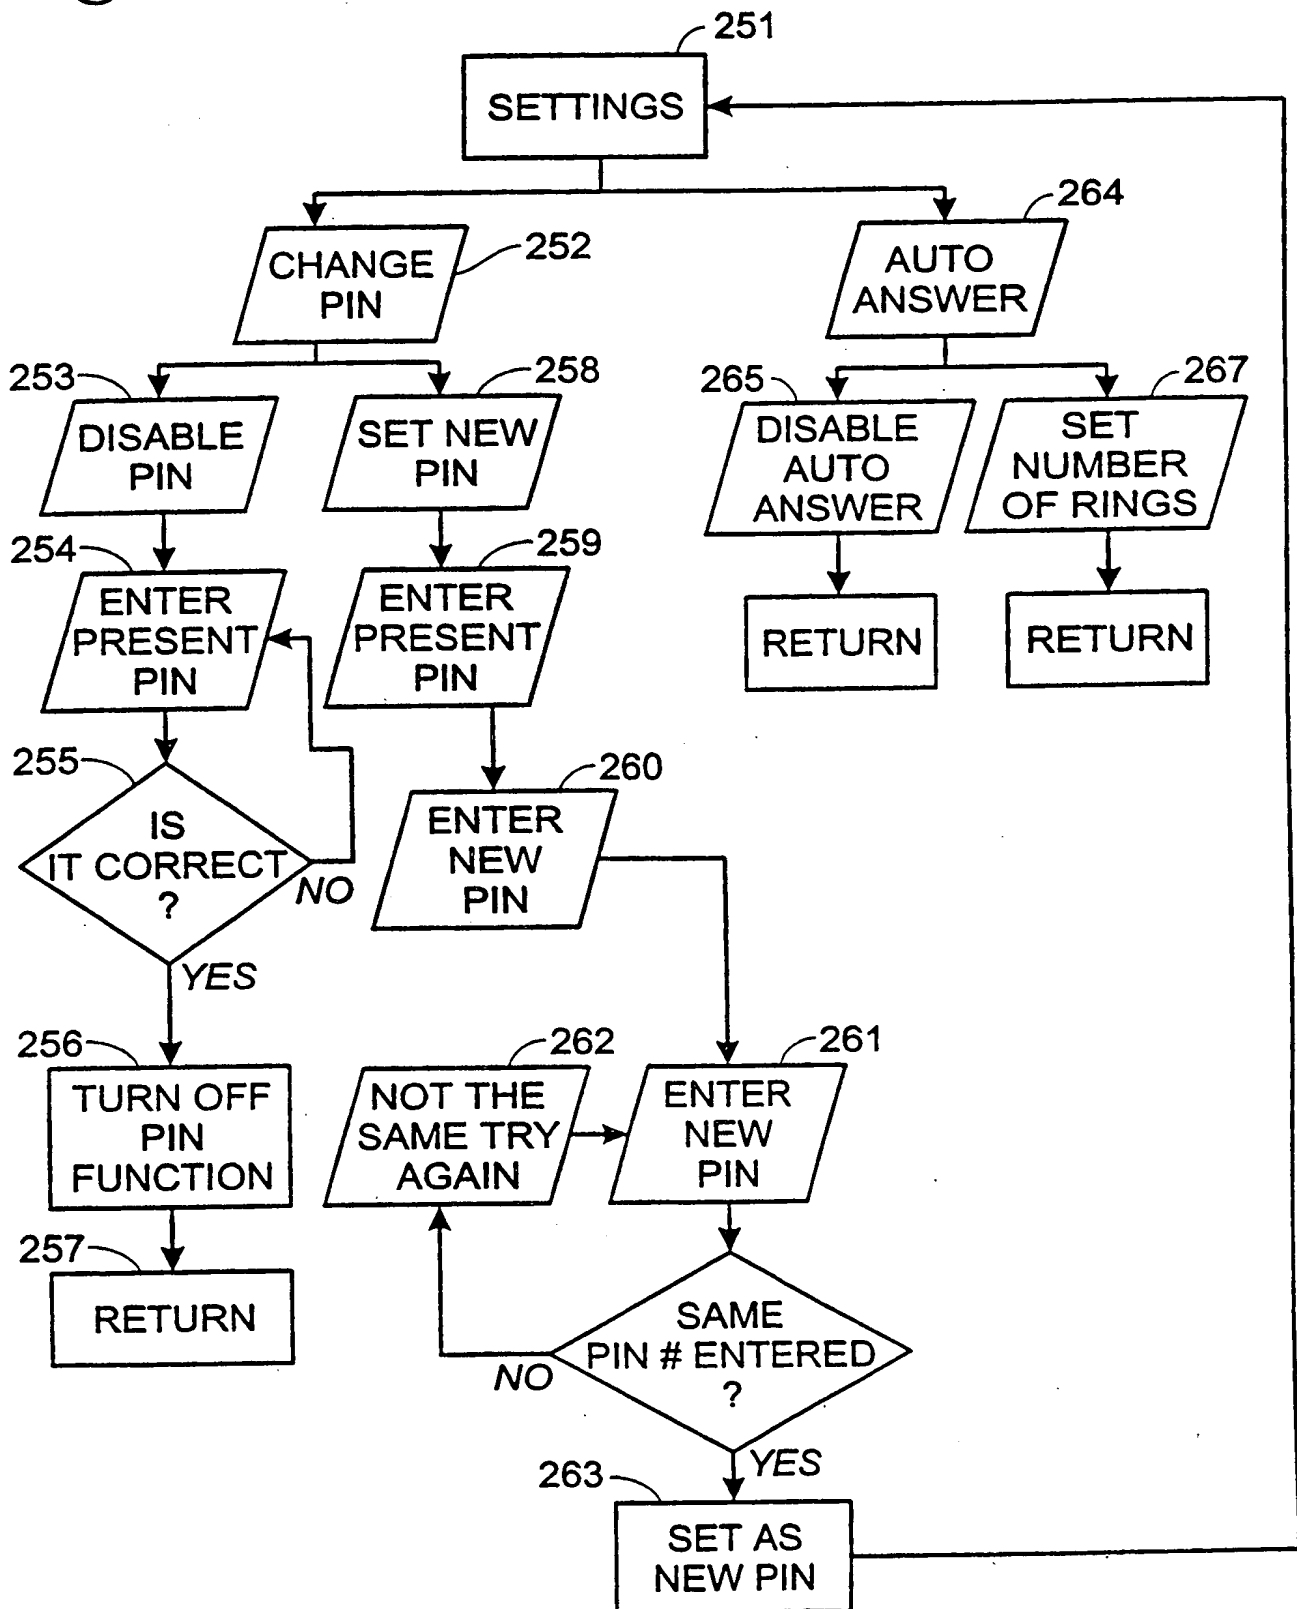 251
SETTINGS
264
CHANGE
PIN
252
AUTO
ANSWER
253
DISABLE
PIN
258
SET NEW
PIN
265
DISABLE
AUTO
ANSWER
267
SET
NUMBER
OF RINGS
254
ENTER
PRESENT
PIN
259
ENTER
PRESENT
PIN
RETURN
RETURN
255
IS
IT CORRECT
?
NO
YES
260
ENTER
NEW
PIN
256
TURN OFF
PIN
FUNCTION
262
NOT THE
SAME TRY
AGAIN
261
ENTER
NEW
PIN
257
RETURN
SAME
PIN # ENTERED
?
NO
YES
263
SET AS
NEW PIN